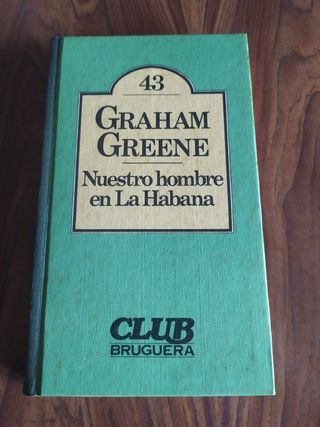 43
GRAHAM
GREENE
Nuestro hombre
en La Habana
CLUB
BRUGUERA